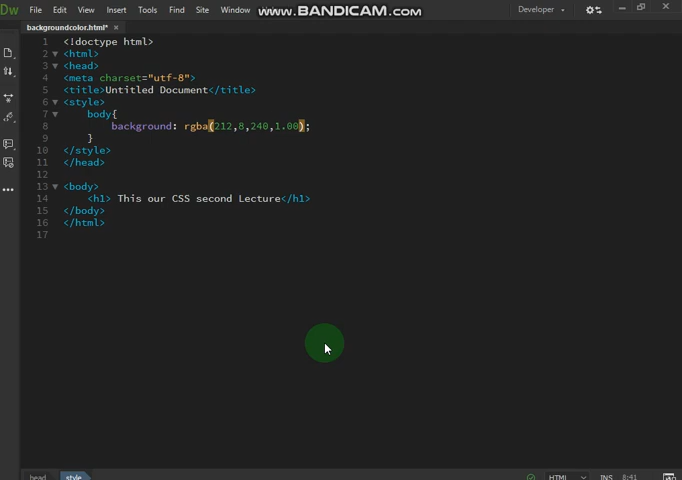 Dw File Edit View Insert Tools Find Site Window www.BANDICAM.com Developer
backgroundcolor.html* ×
1 <!doctype html>
2 <html>
3 <head>
4 <meta charset="utf-8">
5 <title>Untitled Document</title>
6 <style>
7 body{
8 background: rgba(212,8,240,1.00);
9 }
10 </style>
11 </head>
12
13 <body>
14 <h1> This our CSS second Lecture</h1>
15 </body>
16 </html>
17
head style HTML INS 8:41